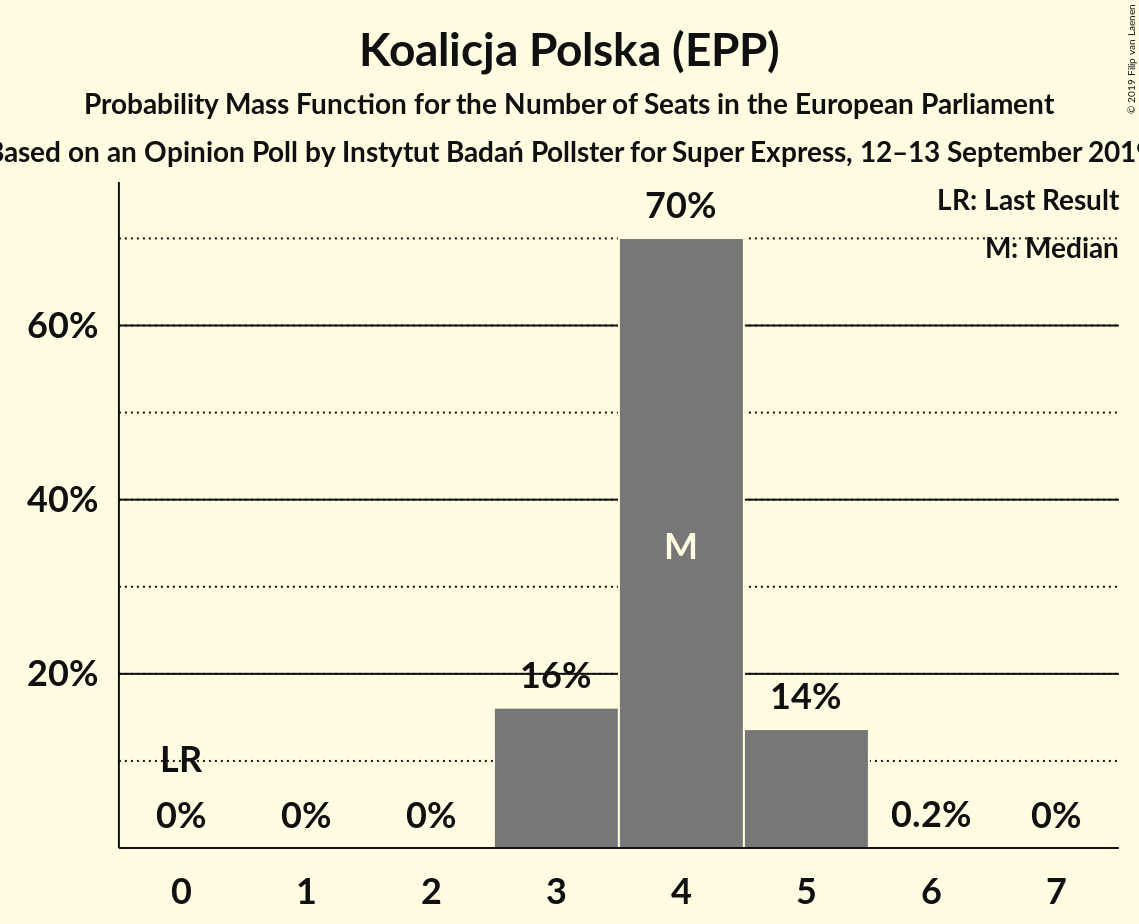 Koalicja Polska (EPP)
Probability Mass Function for the Number of Seats in the European Parliament
Based on an Opinion Poll by Instytut Badań Pollster for Super Express, 12–13 September 2019
© 2019 Filip van Laenen
LR: Last Result
M: Median
70%
60%
40%
M
20%
16%
14%
LR
0%
0%
0%
0.2%
0%
0
1
2
3
4
5
6
7